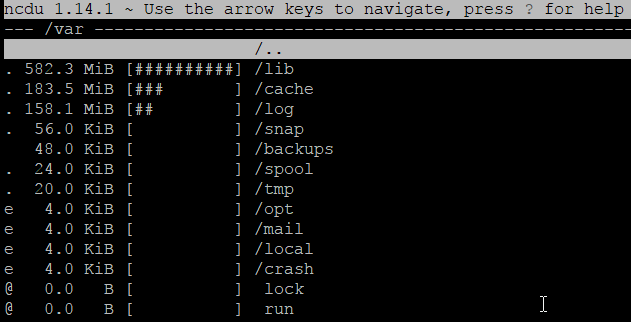 ncdu 1.14.1 ~ Use the arrow keys to navigate, press ? for help
--- /var -----------------------------------------------------
                         /..
. 582.3 MiB [##########] /lib
. 183.5 MiB [###       ] /cache
. 158.1 MiB [##        ] /log
.  56.0 KiB [          ] /snap
   48.0 KiB [          ] /backups
.  24.0 KiB [          ] /spool
.  20.0 KiB [          ] /tmp
e   4.0 KiB [          ] /opt
e   4.0 KiB [          ] /mail
e   4.0 KiB [          ] /local
e   4.0 KiB [          ] /crash
@   0.0   B [          ]  lock
@   0.0   B [          ]  run